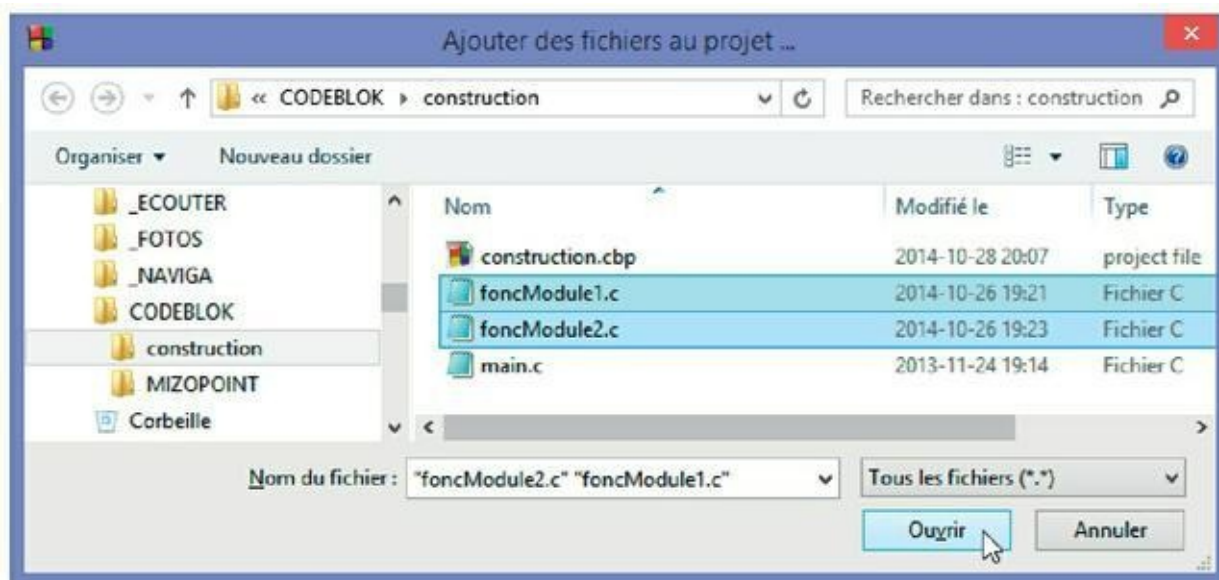 Ajouter des fichiers au projet ...
« CODEBLOK construction
Rechercher dans : construction
Organiser Nouveau dossier
_ECOUTER
_FOTOS
_NAVIGA
CODEBLOK
construction
MIZOPOINT
Corbeille
Nom Modifié le Type
construction.cbp 2014-10-28 20:07 project file
foncModule1.c 2014-10-26 19:21 Fichier C
foncModule2.c 2014-10-26 19:23 Fichier C
main.c 2013-11-24 19:14 Fichier C
Nom du fichier : "foncModule2.c" "foncModule1.c" Tous les fichiers (*.*)
Ouvrir Annuler